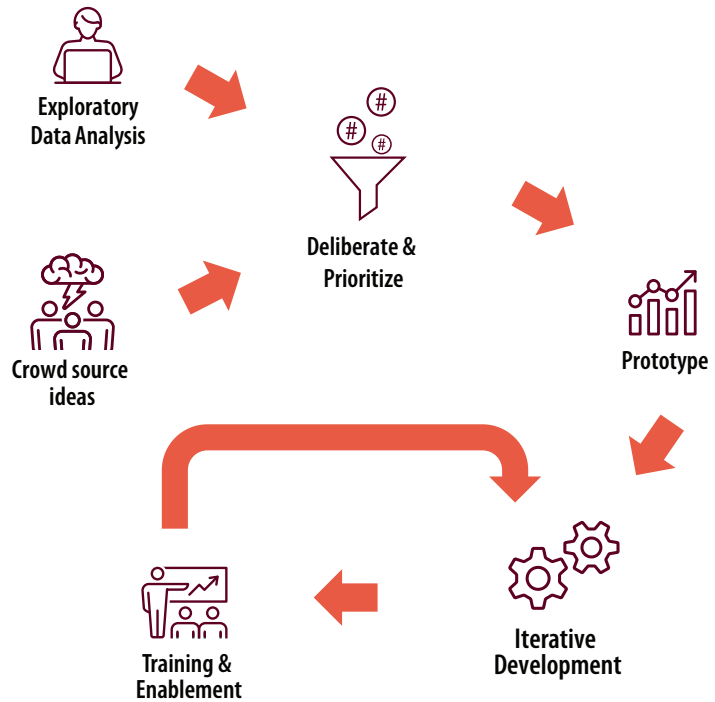 Exploratory
Data Analysis
#
#
#
Deliberate &
Prioritize
Crowd source
ideas
Prototype
Iterative
Development
Training &
Enablement